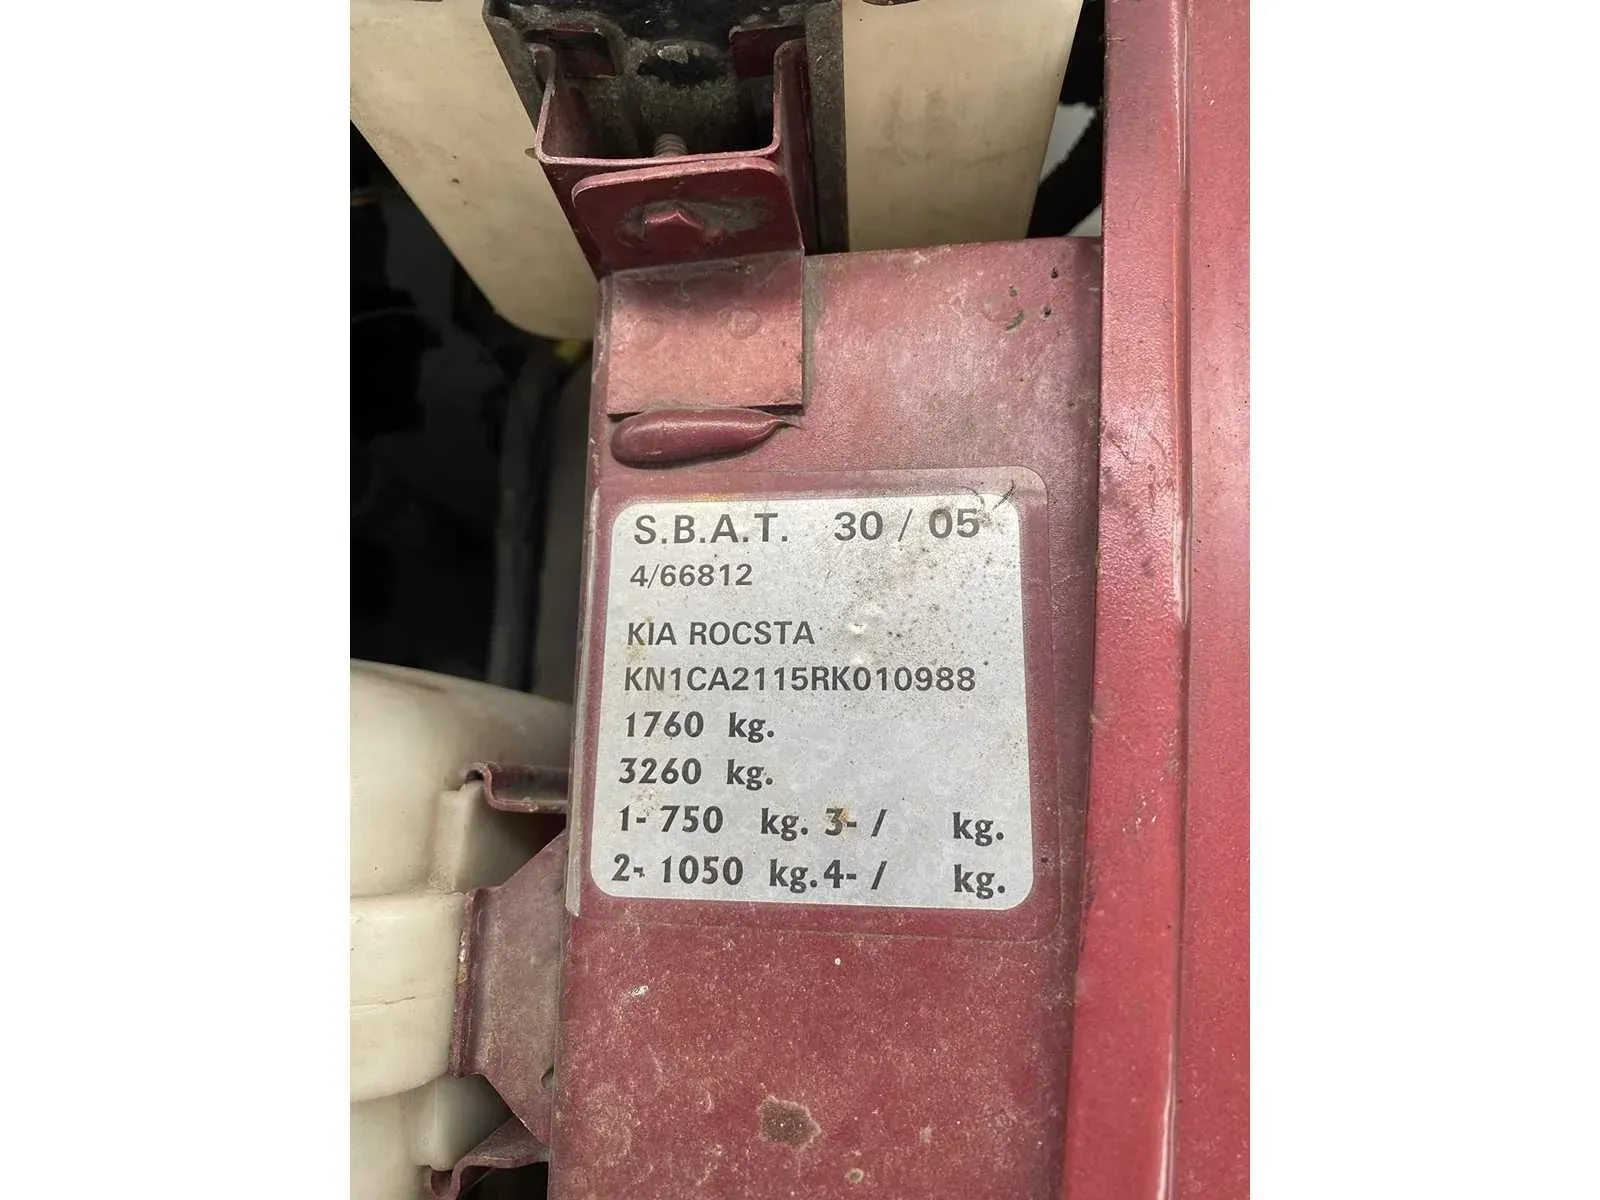 S.B.A.T. 30 / 05
4/66812
KIA ROCSTA
KN1CA2115RK010988
1760 kg.
3260 kg.
1- 750 kg. 3- / kg.
2- 1050 kg. 4- / kg.